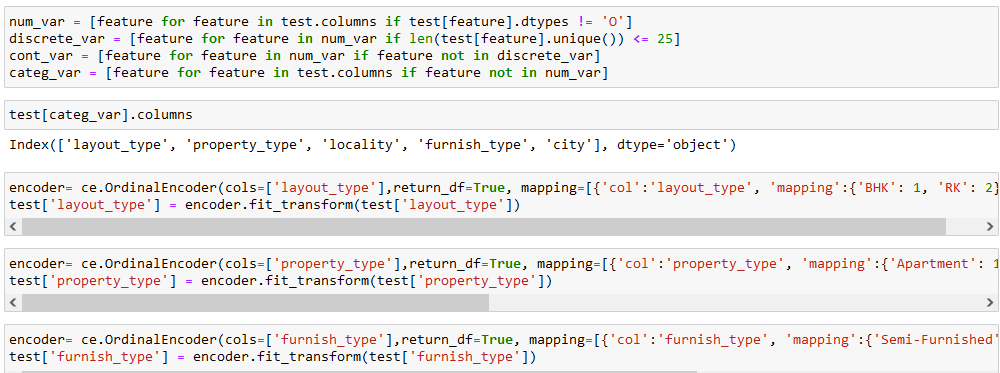 num_var = [feature for feature in test.columns if test[feature].dtypes != 'O']
discrete_var = [feature for feature in num_var if len(test[feature].unique()) <= 25]
cont_var = [feature for feature in num_var if feature not in discrete_var]
categ_var = [feature for feature in test.columns if feature not in num_var]
test[categ_var].columns
Index(['layout_type', 'property_type', 'locality', 'furnish_type', 'city'], dtype='object')
encoder= ce.OrdinalEncoder(cols=['layout_type'],return_df=True, mapping=[{'col':'layout_type', 'mapping':{'BHK': 1, 'RK': 2}
test['layout_type'] = encoder.fit_transform(test['layout_type'])
encoder= ce.OrdinalEncoder(cols=['property_type'],return_df=True, mapping=[{'col':'property_type', 'mapping':{'Apartment': 1
test['property_type'] = encoder.fit_transform(test['property_type'])
encoder= ce.OrdinalEncoder(cols=['furnish_type'],return_df=True, mapping=[{'col':'furnish_type', 'mapping':{'Semi-Furnished'
test['furnish_type'] = encoder.fit_transform(test['furnish_type'])